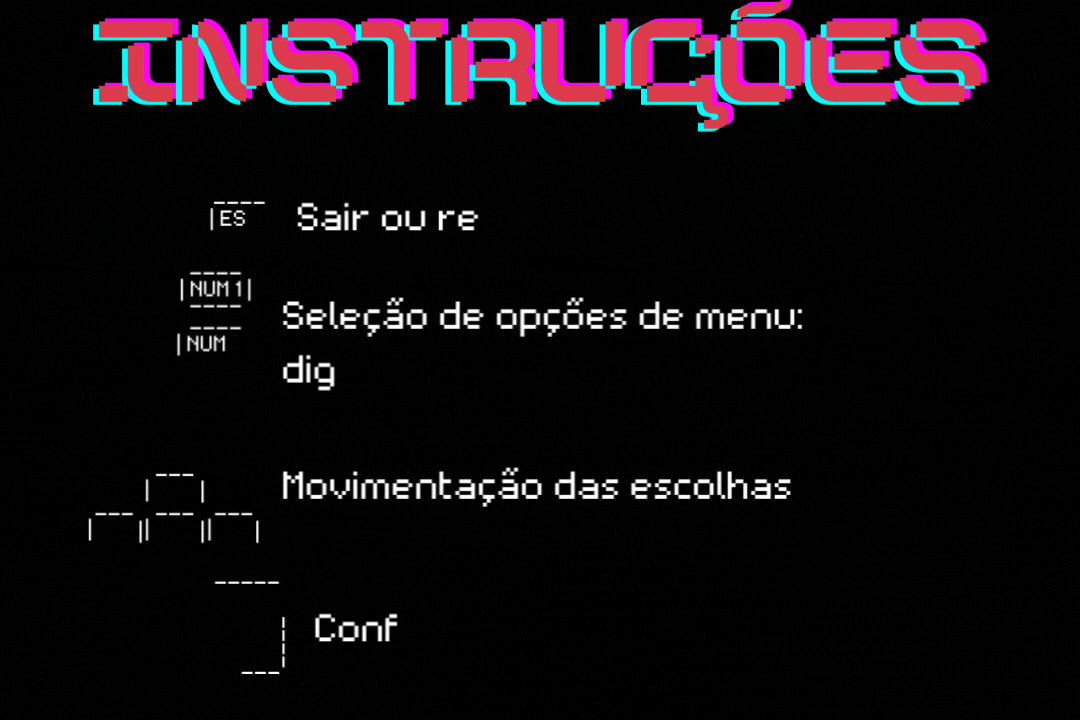 INSTRUÇÕES
ES Sair ou re
NUM 1
Seleção de opções de menu:
NUM
dig
Movimentação das escolhas
Conf